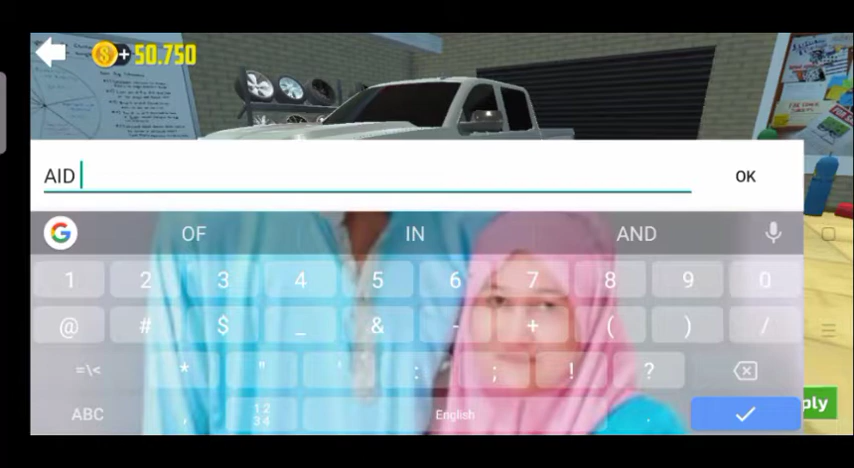 + 50.750
AID
OK
OF IN AND
1 2 3 4 5 6 7 8 9 0
@ # $ _ & - + ( ) /
=\< * " ' : ; ! ?
ABC , 12 34 English .
ply